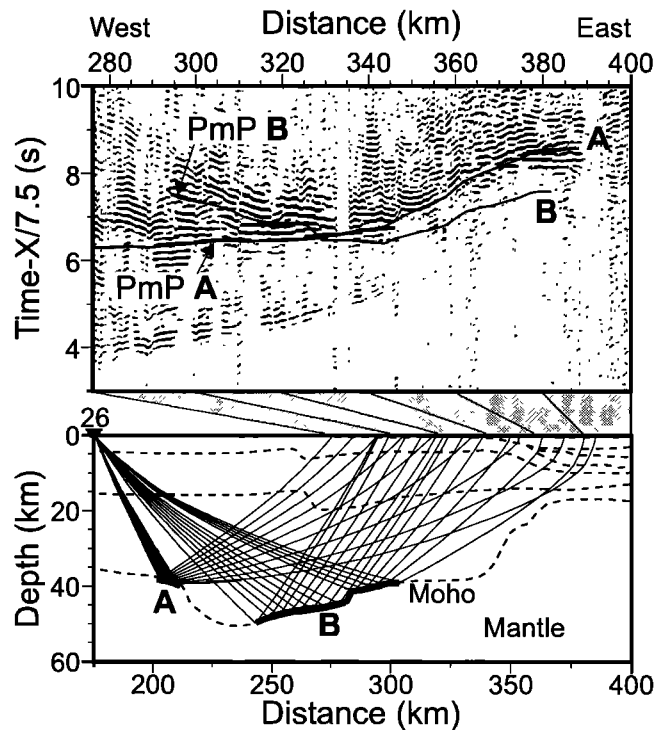 West Distance (km) East
280 300 320 340 360 380 400
10
8
6
4
Time-X/7.5 (s)
PmP B
A
B
PmP A
26
0
20
40
60
Depth (km)
A
B
Moho
Mantle
200 250 300 350 400
Distance (km)